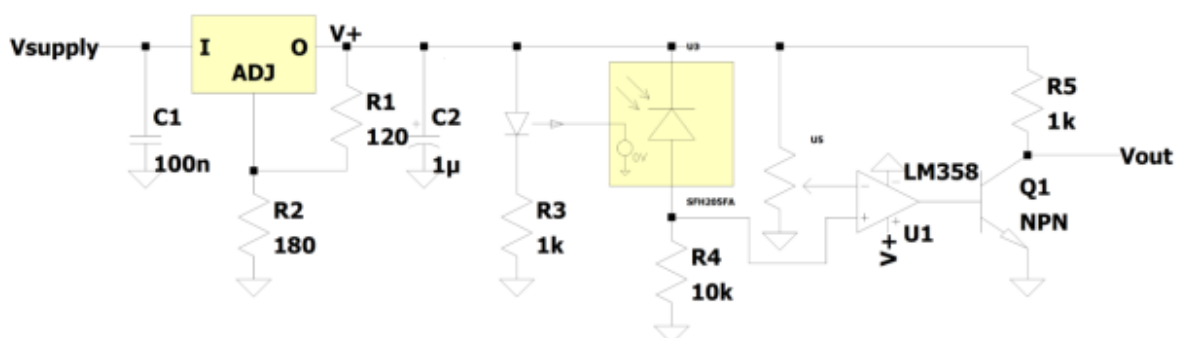 Vsupply
I
O
ADJ
V+
C1
100n
R1
120
C2
1µ
R2
180
R3
1k
U3
0V
SFH205FA
R4
10k
U5
LM358
U1
V+
R5
1k
Vout
Q1
NPN